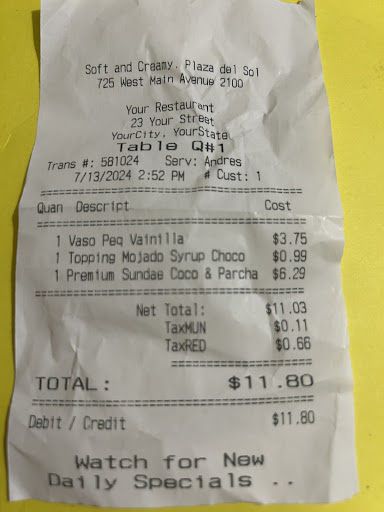 Soft and Creamy. Plaza del Sol
725 West Main Avenue 2100
Your Restaurant
23 Your Street
YourCity, YourState
Table Q#1
Trans #: 581024 Serv: Andres
7/13/2024 2:52 PM # Cust: 1
==========================================
Quan Descript Cost
==========================================
1 Vaso Peq Vainilla $3.75
1 Topping Mojado Syrup Choco $0.99
1 Premium Sundae Coco & Parcha $6.29
==========================================
Net Total: $11.03
TaxMUN $0.11
TaxRED $0.66
=====================
TOTAL: $11.80
==========================================
Debit / Credit $11.80
Watch for New
Daily Specials ..